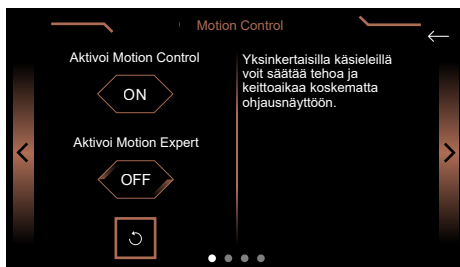 Motion Control
Aktivoi Motion Control
ON
Aktivoi Motion Expert
OFF
Yksinkertaisilla käsieleillä
voit säätää tehoa ja
keittoaikaa koskematta
ohjausnäyttöön.